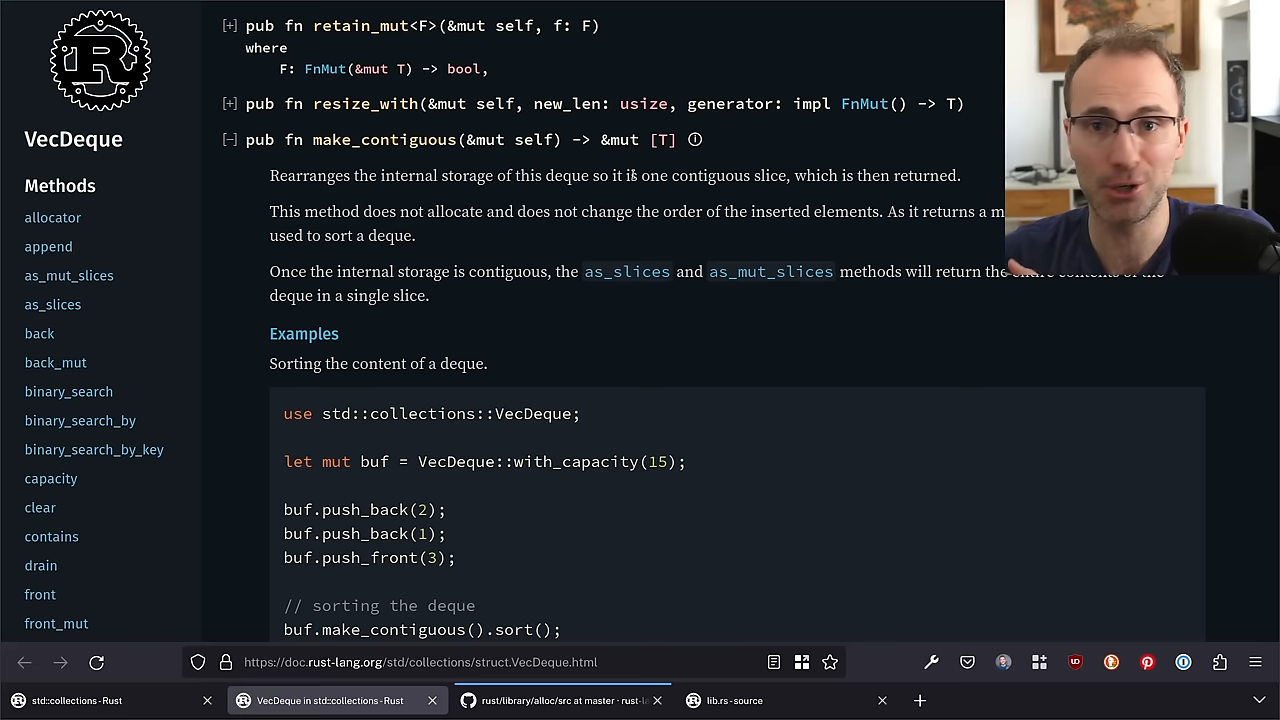 VecDeque
Methods
allocator
append
as_mut_slices
as_slices
back
back_mut
binary_search
binary_search_by
binary_search_by_key
capacity
clear
contains
drain
front
front_mut
[+] pub fn retain_mut<F>(&mut self, f: F)
where
F: FnMut(&mut T) -> bool,
[+] pub fn resize_with(&mut self, new_len: usize, generator: impl FnMut() -> T)
[-] pub fn make_contiguous(&mut self) -> &mut [T] ⓘ
Rearranges the internal storage of this deque so it is one contiguous slice, which is then returned.
This method does not allocate and does not change the order of the inserted elements. As it returns a m
used to sort a deque.
Once the internal storage is contiguous, the as_slices and as_mut_slices methods will return the entire contents of the
deque in a single slice.
Examples
Sorting the content of a deque.
use std::collections::VecDeque;
let mut buf = VecDeque::with_capacity(15);
buf.push_back(2);
buf.push_back(1);
buf.push_front(3);
// sorting the deque
buf.make_contiguous().sort();
https://doc.rust-lang.org/std/collections/struct.VecDeque.html
std::collections - Rust
VecDeque in std::collections - Rust
rust/library/alloc/src at master · rust-la
lib.rs - source